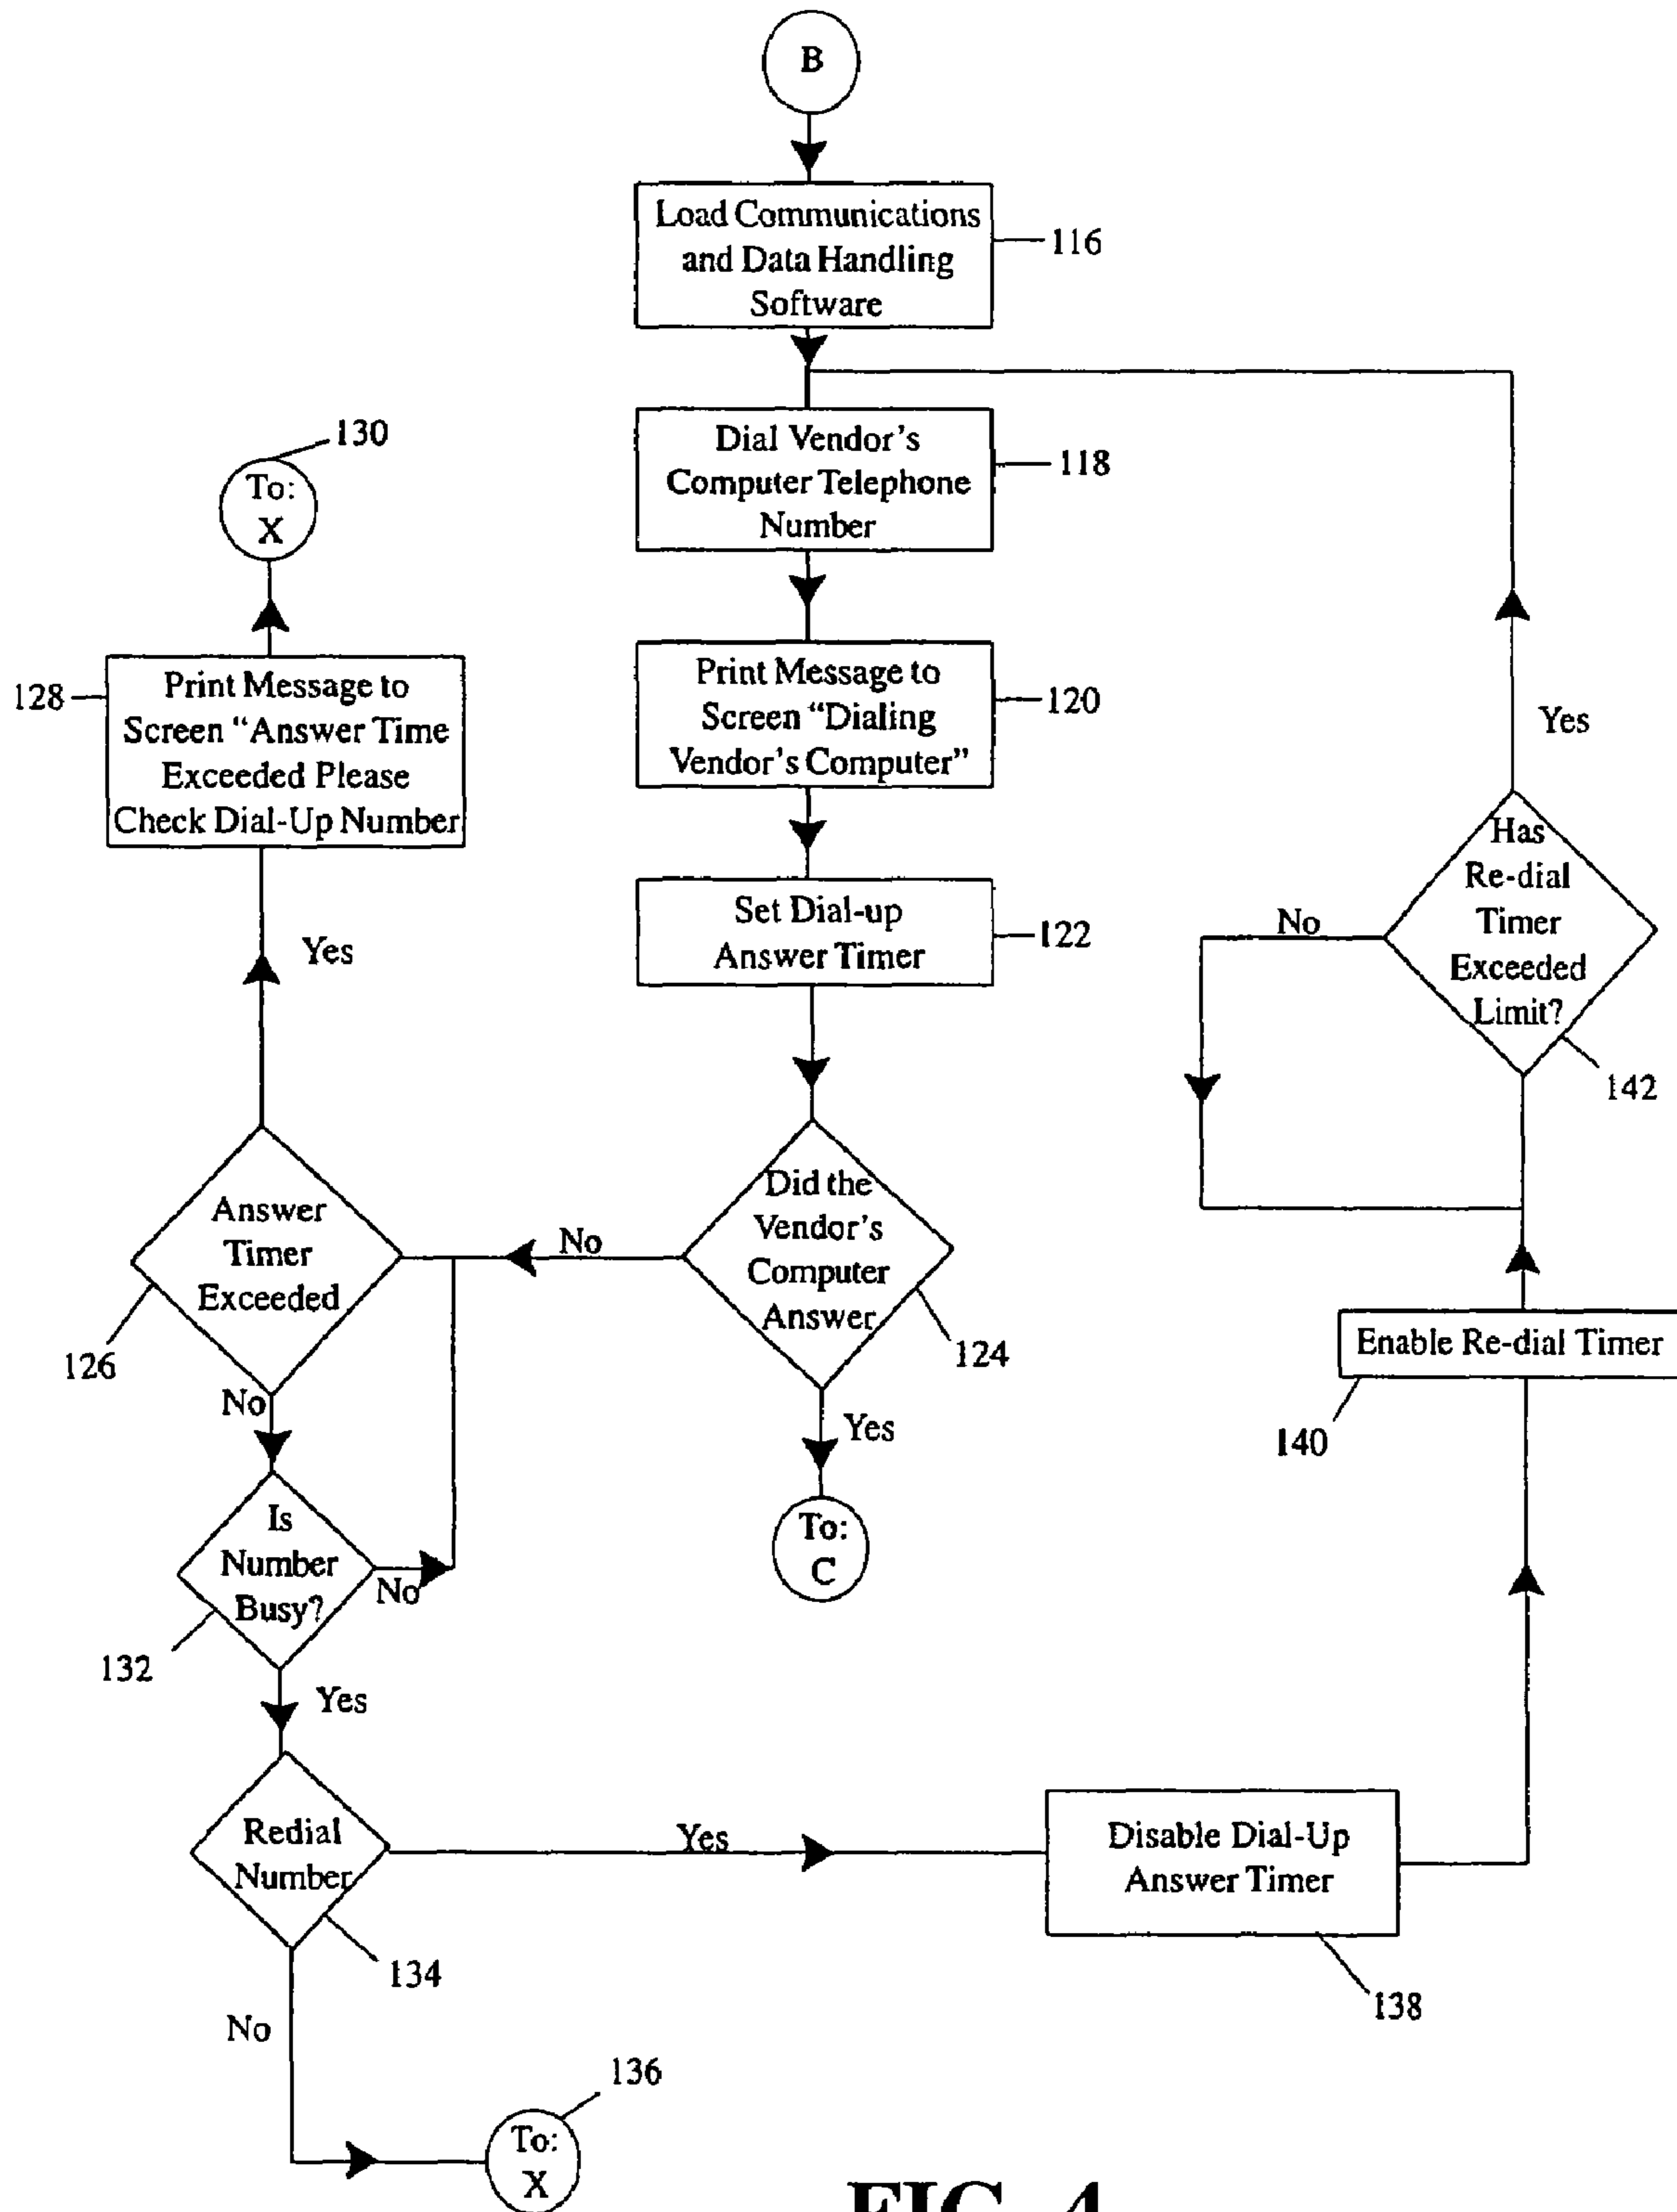 B
Load Communications
and Data Handling
Software
116
130
To:
X
Dial Vendor's
Computer Telephone
Number
118
128
Print Message to
Screen “Answer Time
Exceeded Please
Check Dial-Up Number
Print Message to
Screen “Dialing
Vendor's Computer”
120
Yes
Has
Re-dial
Timer
Exceeded
Limit?
No
142
Yes
Set Dial-up
Answer Timer
122
Answer
Timer
Exceeded
126
No
Did the
Vendor's
Computer
Answer
124
Enable Re-dial Timer
140
No
Yes
To:
C
Is
Number
Busy?
No
132
Yes
Redial
Number
134
Yes
Disable Dial-Up
Answer Timer
138
No
136
To:
X
FIG. 4